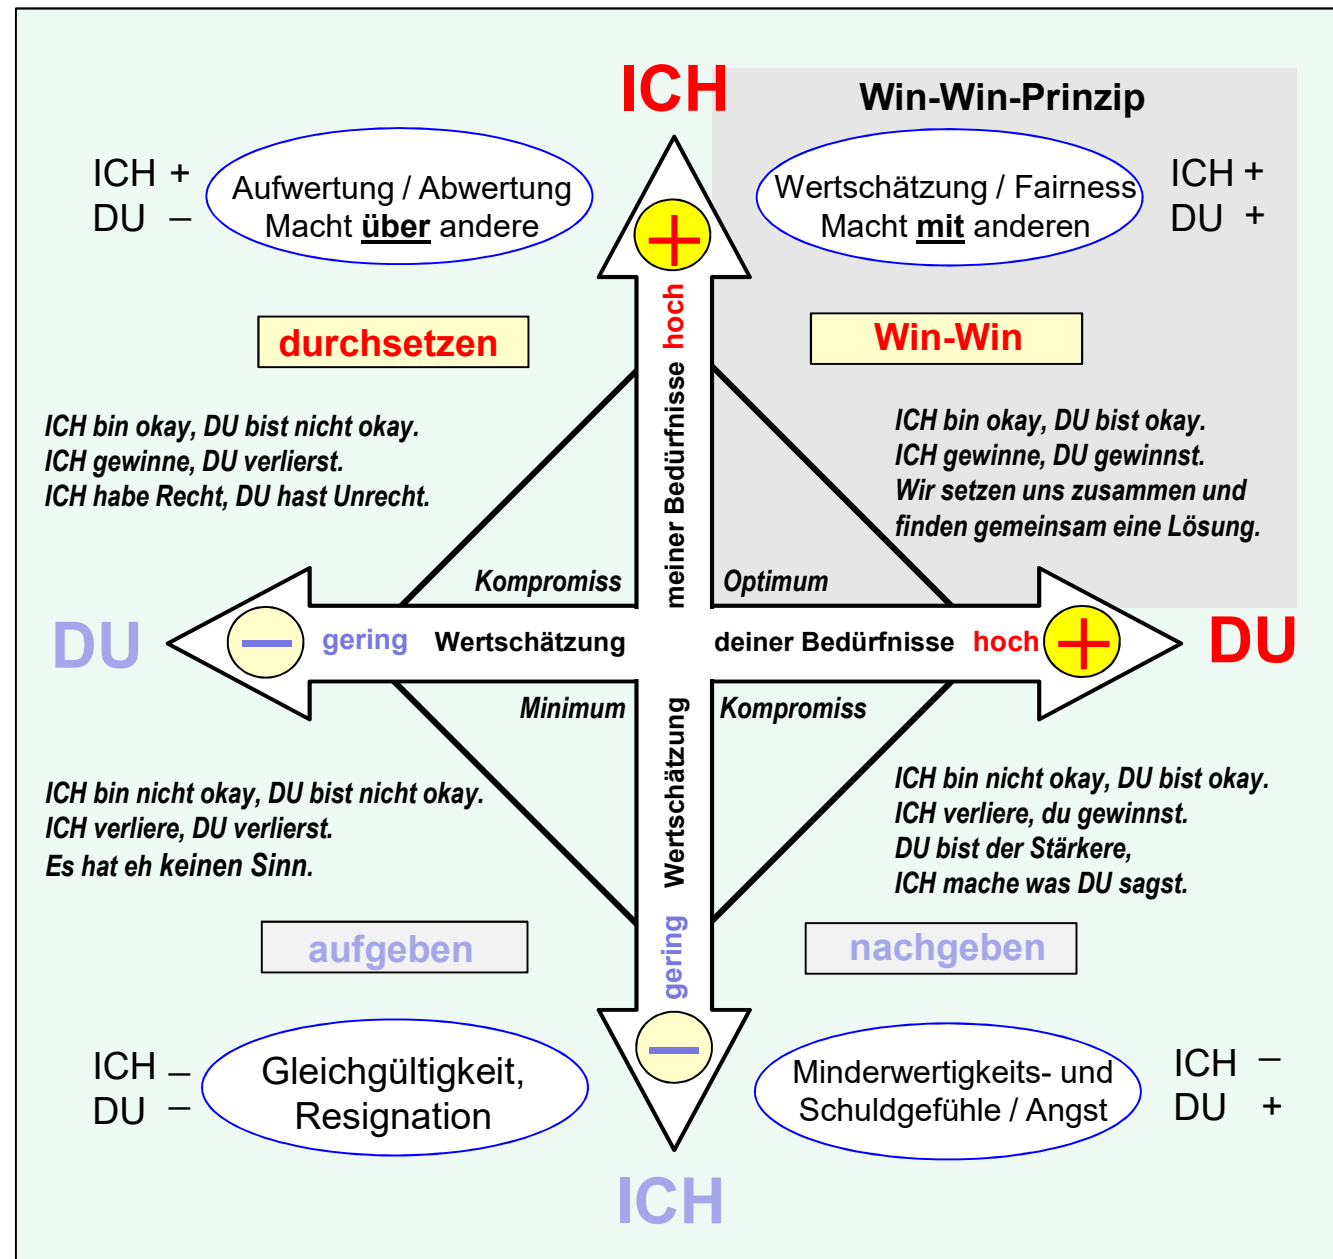 ICH
Win-Win-Prinzip
ICH +
DU –
Aufwertung / Abwertung
Macht über andere
+
Wertschätzung / Fairness
Macht mit anderen
ICH +
DU +
durchsetzen
Win-Win
ICH bin okay, DU bist nicht okay.
ICH gewinne, DU verlierst.
ICH habe Recht, DU hast Unrecht.
ICH bin okay, DU bist okay.
ICH gewinne, DU gewinnst.
Wir setzen uns zusammen und
finden gemeinsam eine Lösung.
Wertschätzung meiner Bedürfnisse hoch
Kompromiss
Optimum
DU
–
gering Wertschätzung deiner Bedürfnisse hoch
+
DU
Minimum
Kompromiss
ICH bin nicht okay, DU bist nicht okay.
ICH verliere, DU verlierst.
Es hat eh keinen Sinn.
ICH bin nicht okay, DU bist okay.
ICH verliere, du gewinnst.
DU bist der Stärkere,
ICH mache was DU sagst.
gering
aufgeben
nachgeben
–
ICH –
DU –
Gleichgültigkeit,
Resignation
Minderwertigkeits- und
Schuldgefühle / Angst
ICH –
DU +
ICH